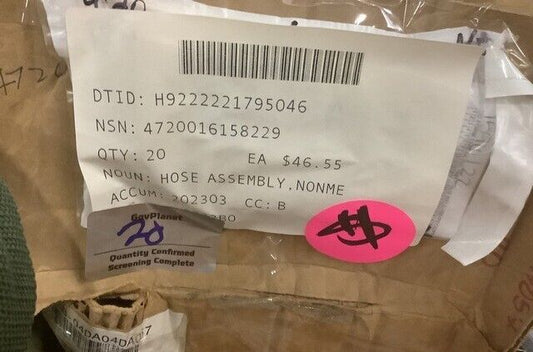 4720
DTID: H9222221795046
NSN: 4720016158229
QTY: 20 EA $46.55
NOUN: HOSE ASSEMBLY,NONME
ACCUM: 202303 CC: B
GovPlanet
20
Quantity Confirmed
Screening Complete